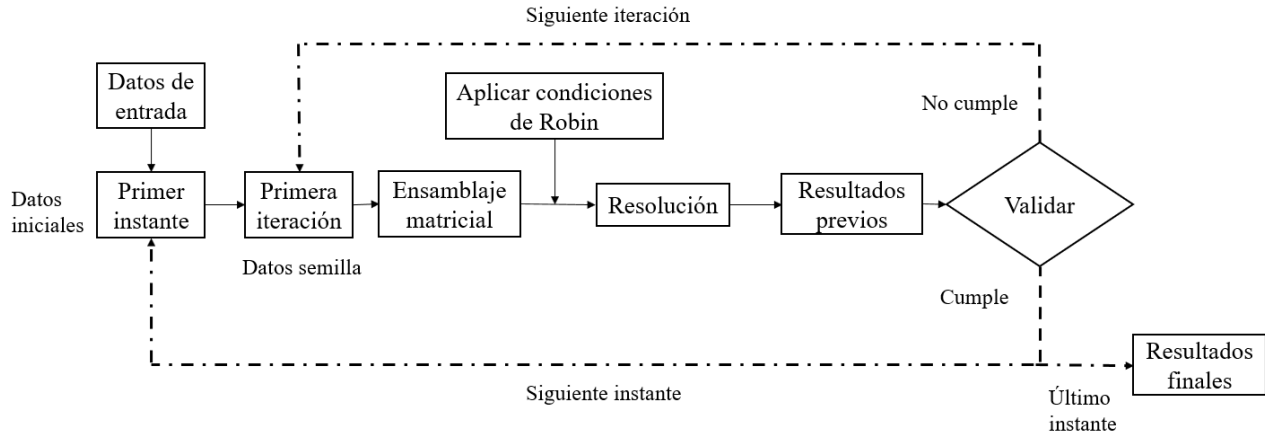 Siguiente iteración
Datos de
entrada
Aplicar condiciones
de Robin
No cumple
Datos
iniciales
Primer
instante
Primera
iteración
Ensamblaje
matricial
Resolución
Resultados
previos
Validar
Datos semilla
Cumple
Siguiente instante
Resultados
finales
Último
instante